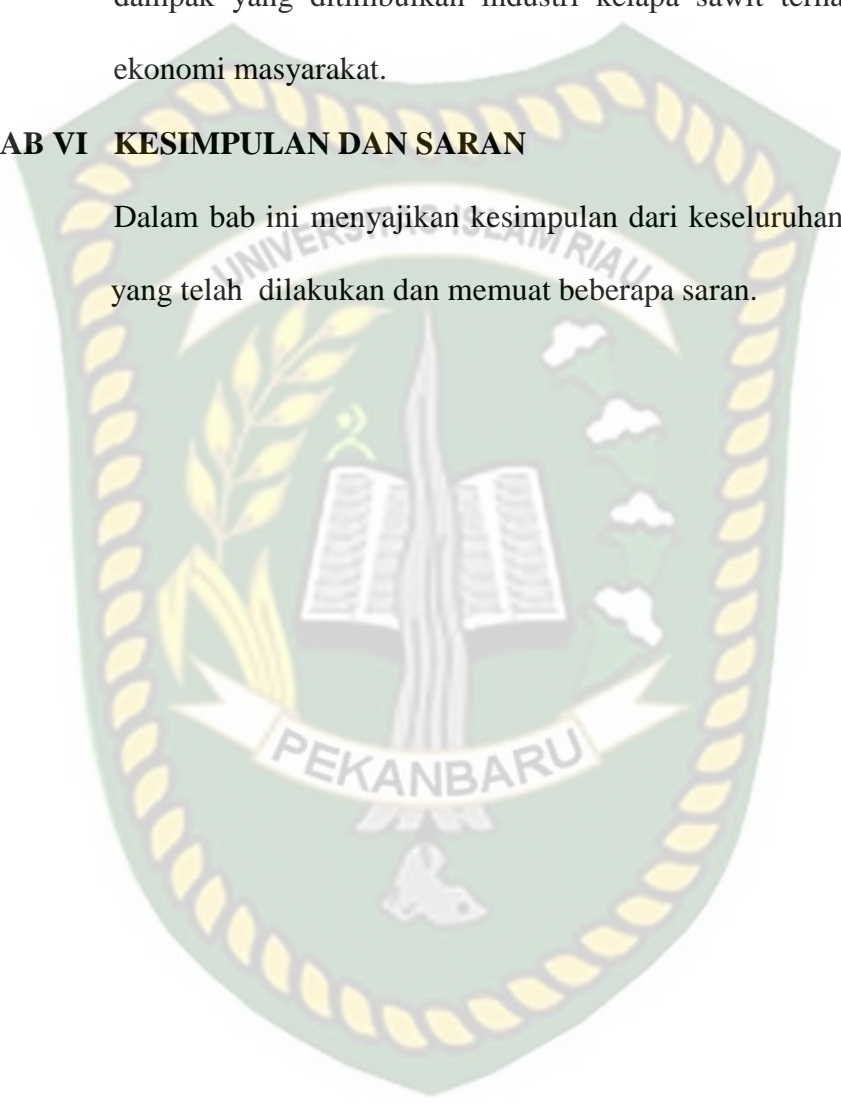 dampak yang ditimbulkan industri kelapa sawit
ekonomi masyarakat.
AB VI KESIMPULAN DAN SARAN
Dalam bab ini menyajikan kesimpulan dari keseluruhan
UNIVERSITAS ISLAM RIAU
yang telah dilakukan dan memuat beberapa saran.
PEKANBARU